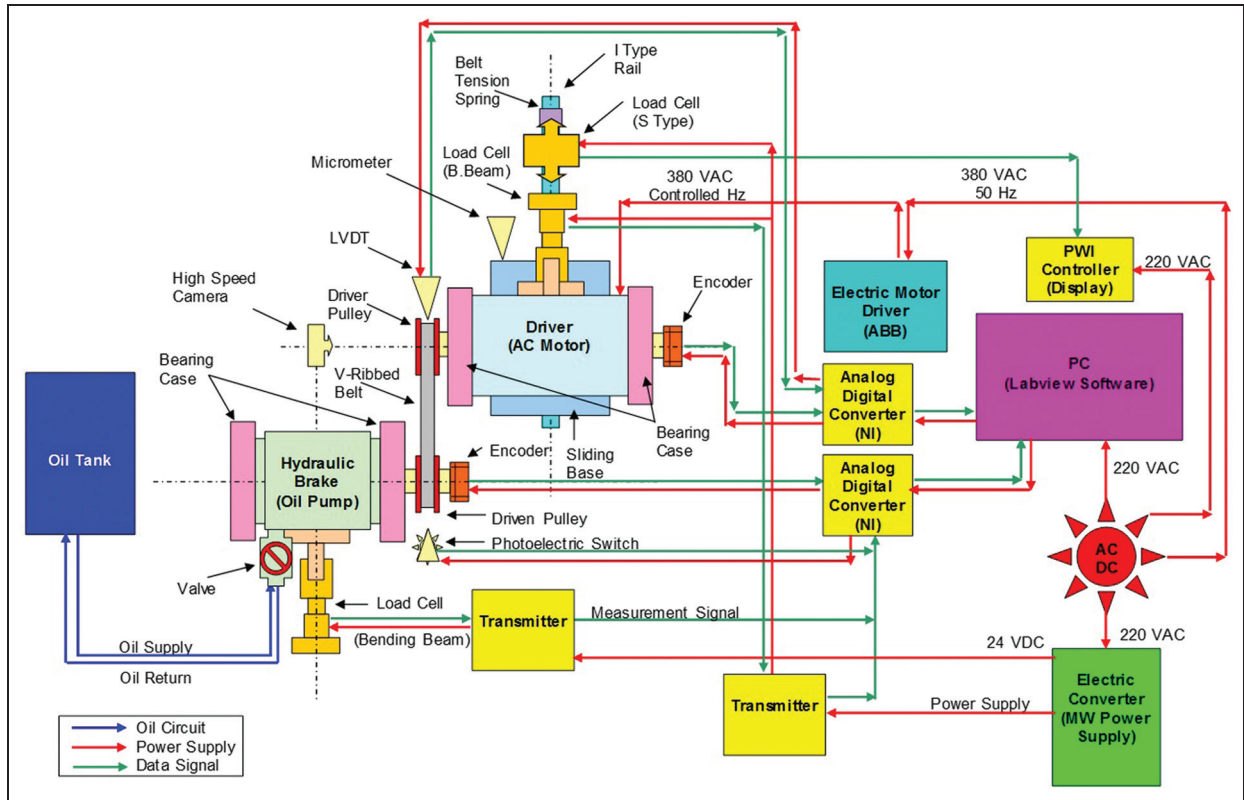 I Type
Rail
Belt
Tension
Spring
Load Cell
(S Type)
Micrometer
Load Cell
(B.Beam)
380 VAC
Controlled Hz
380 VAC
50 Hz
LVDT
PWI
Controller
(Display)
220 VAC
High Speed
Camera
Driver
Pulley
Encoder
Electric Motor
Driver
(ABB)
Driver
(AC Motor)
PC
(Labview Software)
Bearing
Case
V-Ribbed
Belt
Analog
Digital
Converter
(NI)
Bearing
Case
Oil Tank
Hydraulic
Brake
(Oil Pump)
Encoder
Sliding
Base
Analog
Digital
Converter
(NI)
220 VAC
Driven Pulley
Photoelectric Switch
AC
DC
Valve
Load Cell
(Bending Beam)
Transmitter
Measurement Signal
220 VAC
Oil Supply
Oil Return
24 VDC
Transmitter
Power Supply
Electric
Converter
(MW Power
Supply)
Oil Circuit
Power Supply
Data Signal